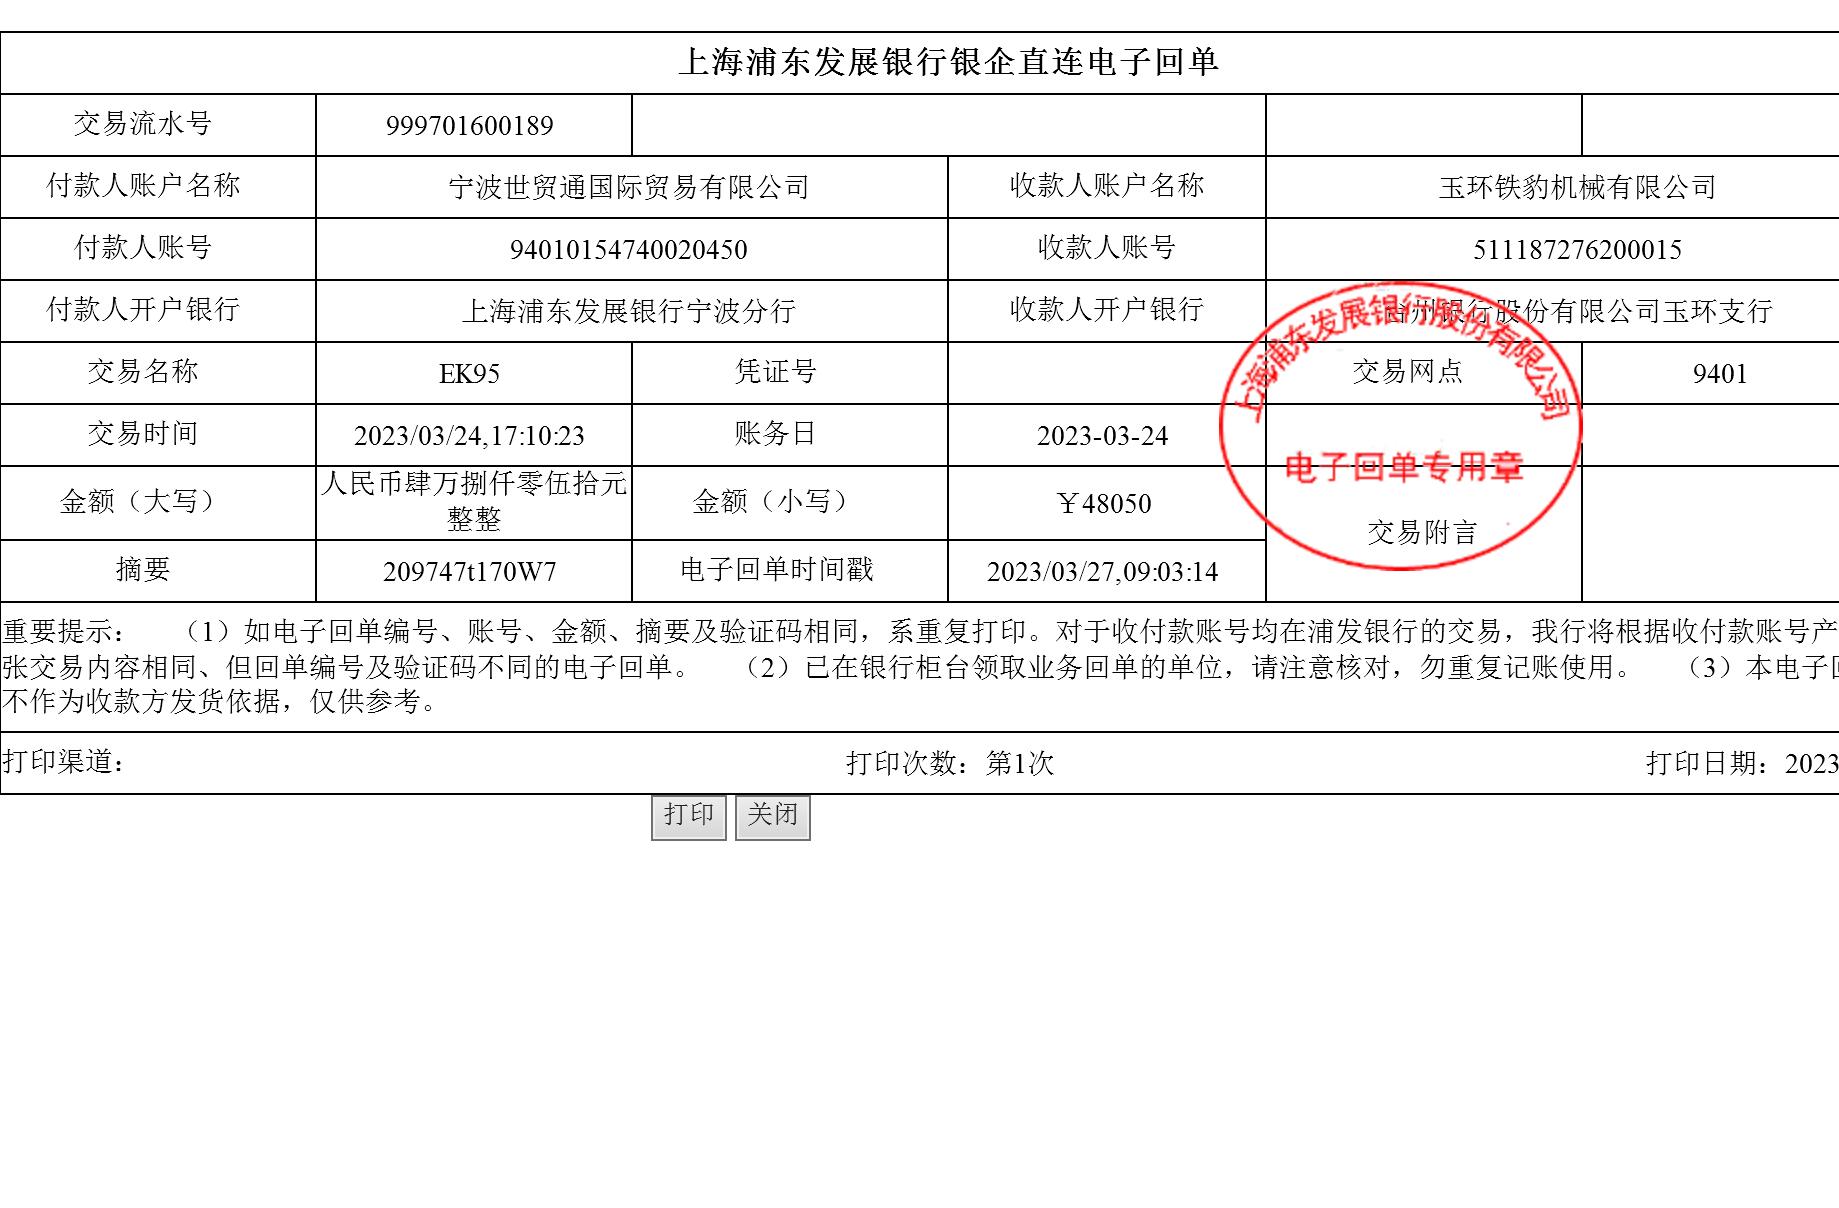 上海浦东发展银行银企直连电子回单
交易流水号 999701600189
付款人账户名称 宁波世贸通国际贸易有限公司 收款人账户名称 玉环铁豹机械有限公司
付款人账号 94010154740020450 收款人账号 511187276200015
付款人开户银行 上海浦东发展银行宁波分行 收款人开户银行 台州银行股份有限公司玉环支行
上海浦东发展银行股份有限公司
交易名称 EK95 凭证号 交易网点 9401
交易时间 2023/03/24,17:10:23 账务日 2023-03-24
电子回单专用章
金额（大写） 人民币肆万捌仟零伍拾元
整整
金额（小写） ￥48050
交易附言
摘要 209747t170W7 电子回单时间戳 2023/03/27,09:03:14
重要提示： （1）如电子回单编号、账号、金额、摘要及验证码相同，系重复打印。对于收付款账号均在浦发银行的交易，我行将根据收付款账号产
张交易内容相同、但回单编号及验证码不同的电子回单。 （2）已在银行柜台领取业务回单的单位，请注意核对，勿重复记账使用。 （3）本电子回
不作为收款方发货依据，仅供参考。
打印渠道： 打印次数：第1次 打印日期：2023
打印 关闭